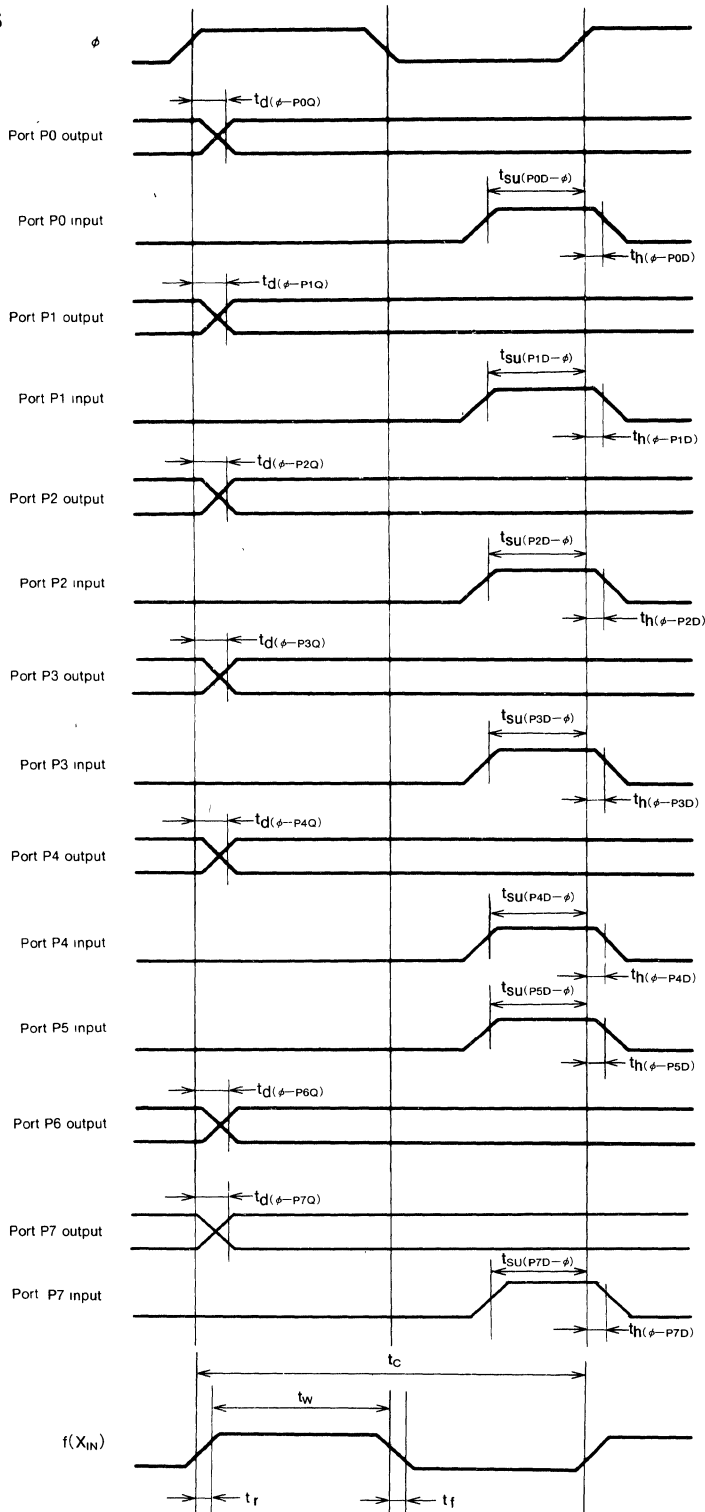 S
φ
td(φ–P0Q)
Port P0 output
tsu(P0D–φ)
Port P0 input
th(φ–P0D)
td(φ–P1Q)
Port P1 output
tsu(P1D–φ)
Port P1 input
th(φ–P1D)
td(φ–P2Q)
Port P2 output
tsu(P2D–φ)
Port P2 input
th(φ–P2D)
td(φ–P3Q)
Port P3 output
tsu(P3D–φ)
Port P3 input
th(φ–P3D)
td(φ–P4Q)
Port P4 output
tsu(P4D–φ)
Port P4 input
th(φ–P4D)
tsu(P5D–φ)
Port P5 input
th(φ–P5D)
td(φ–P6Q)
Port P6 output
td(φ–P7Q)
Port P7 output
tsu(P7D–φ)
Port P7 input
th(φ–P7D)
tC
tW
f(XIN)
tr
tf